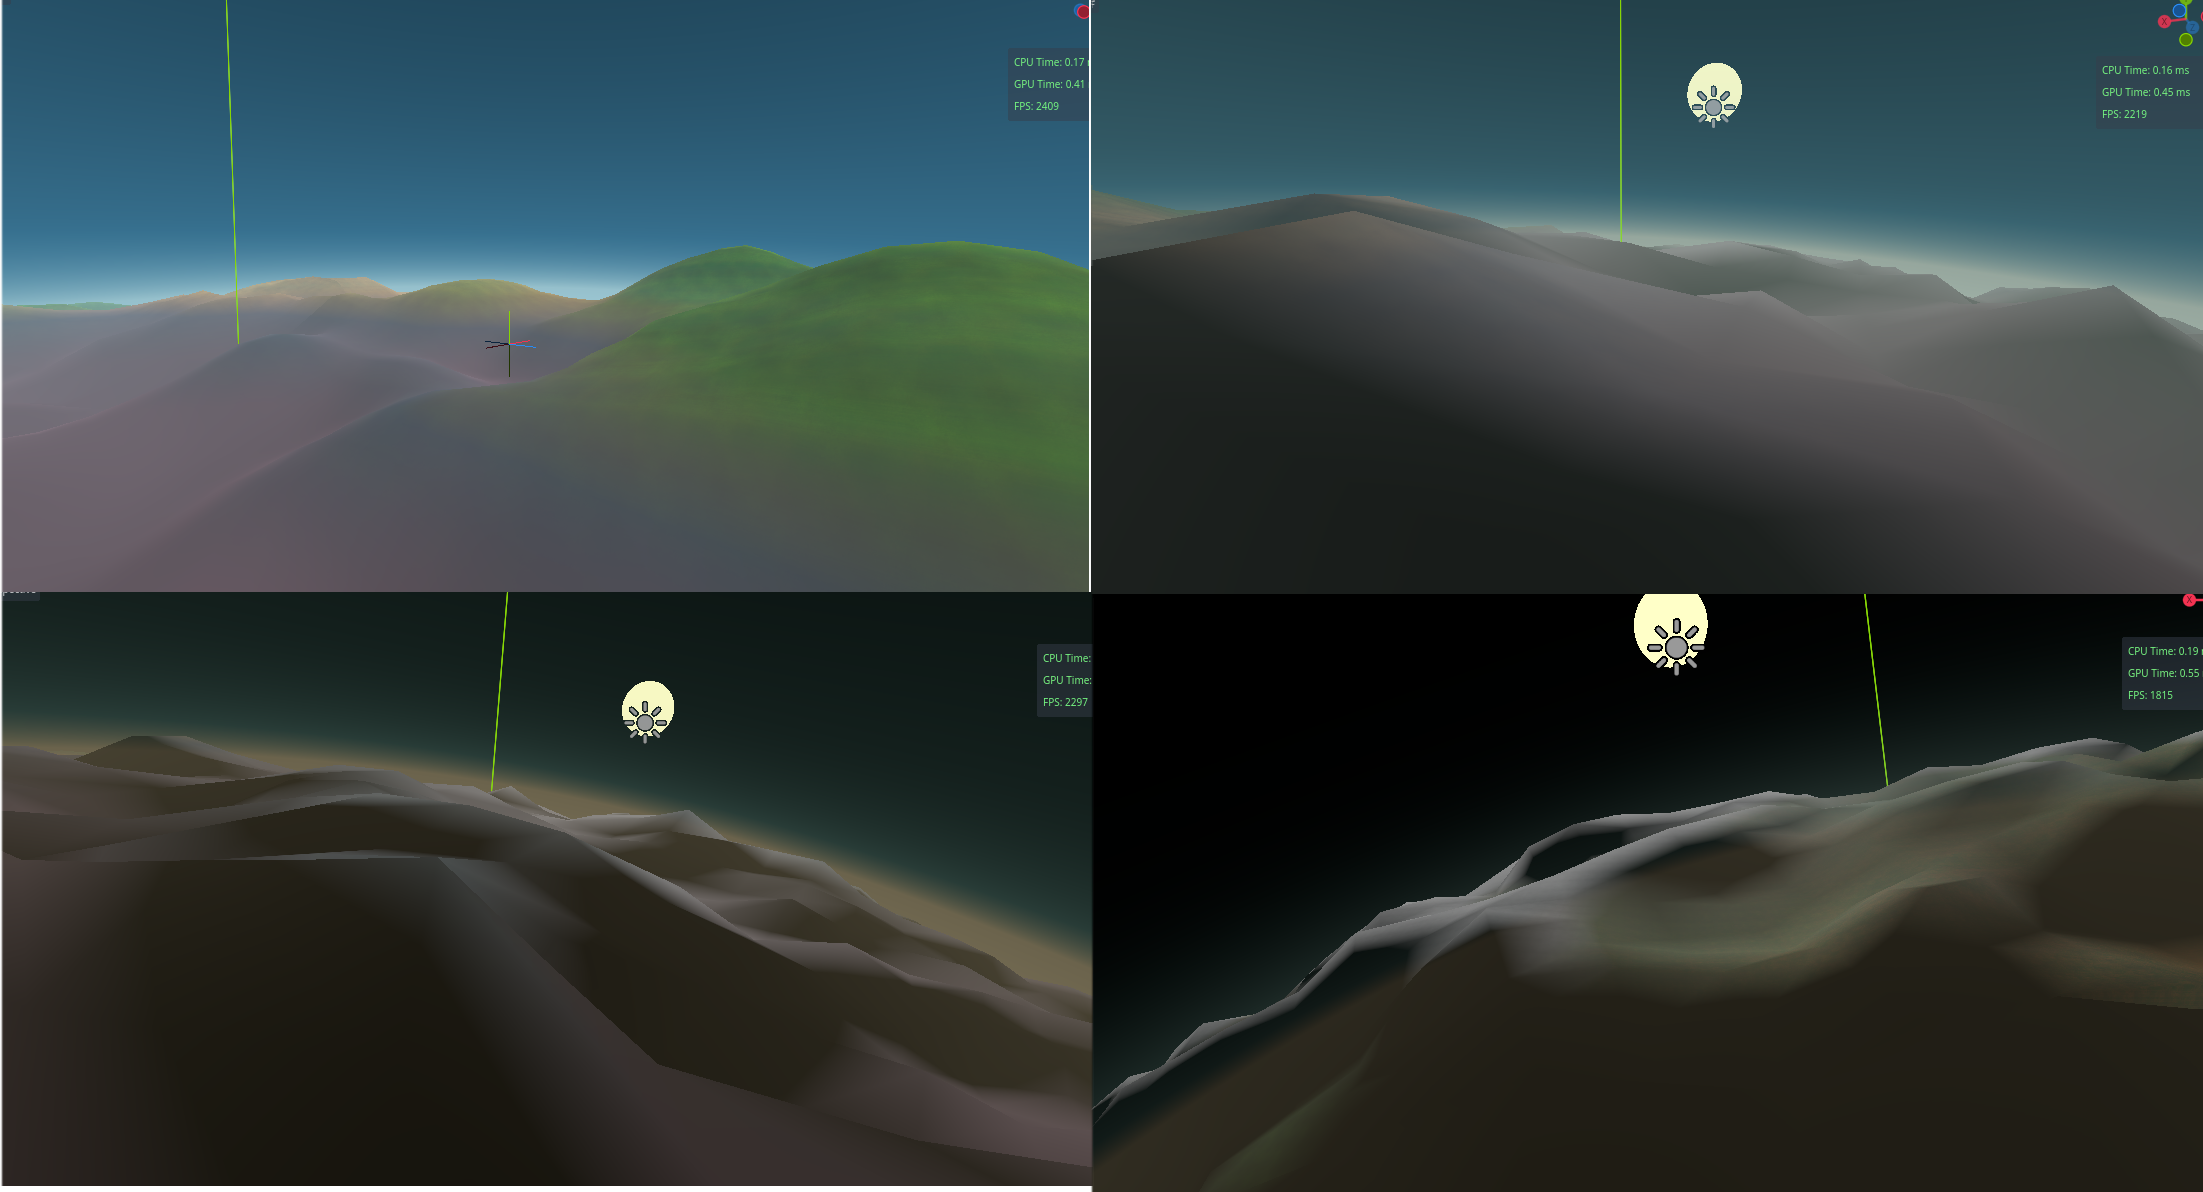 CPU Time: 0.17
GPU Time: 0.41
FPS: 2409
X
CPU Time: 0.16 ms
GPU Time: 0.45 ms
FPS: 2219
CPU Time:
GPU Time:
FPS: 2297
X
CPU Time: 0.19
GPU Time: 0.55
FPS: 1815